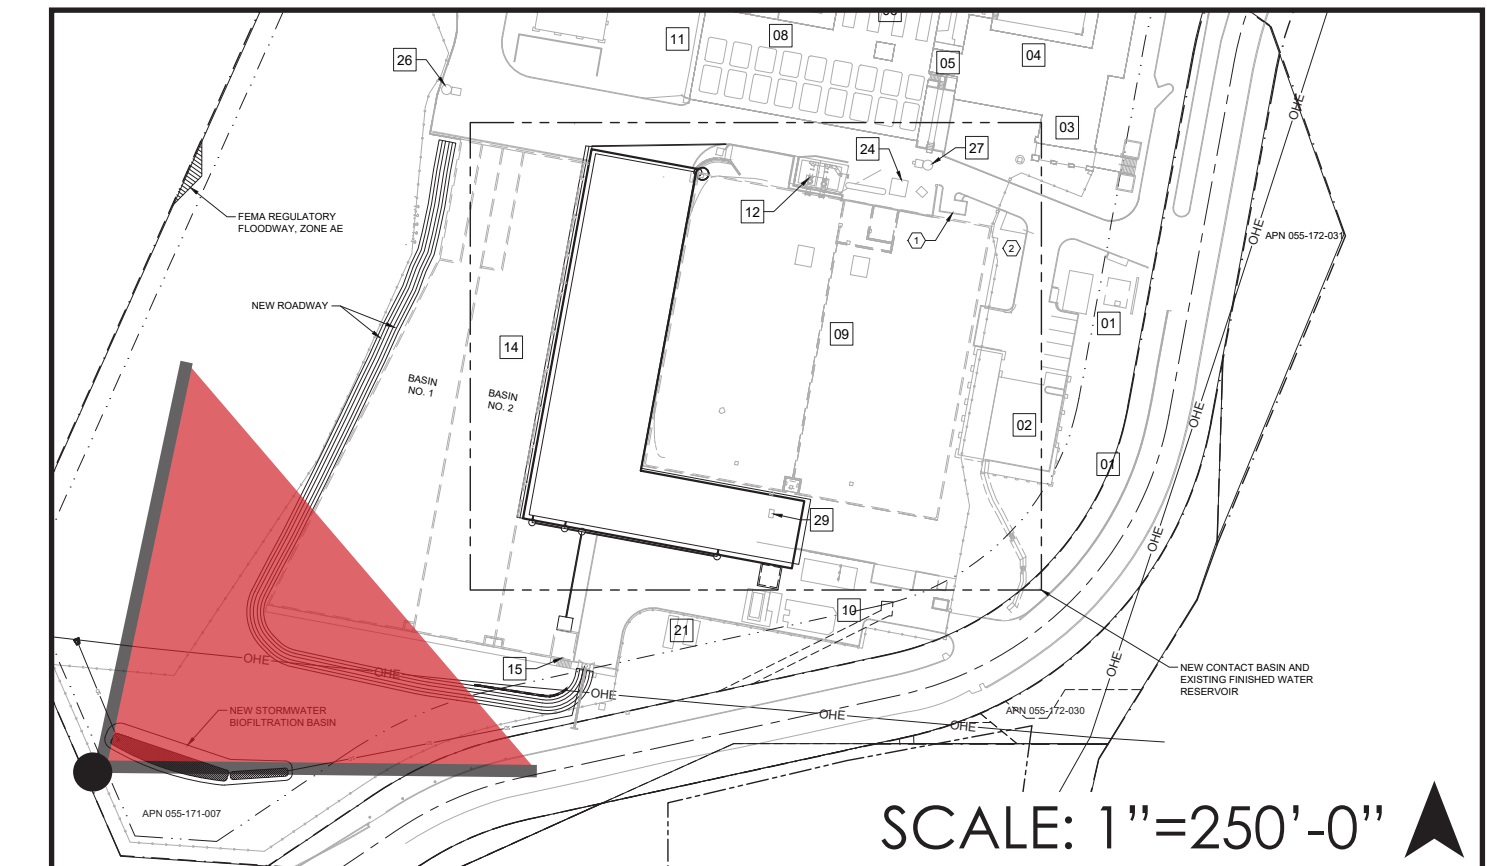 11
08
04
05
26
03
24
27
FEMA REGULATORY
FLOODWAY, ZONE AE
12
1
2
APN 055-172-031
OHE
OHE
NEW ROADWAY
14
09
01
BASIN
NO. 1
BASIN
NO. 2
OHE
02
01
29
OHE
10
21
OHE
OHE
15
OHE
OHE
NEW CONTACT BASIN AND
EXISTING FINISHED WATER
RESERVOIR
NEW STORMWATER
BIOFILTRATION BASIN
OHE
OHE
APN 055-172-030
APN 055-171-007
SCALE: 1”=250’-0”